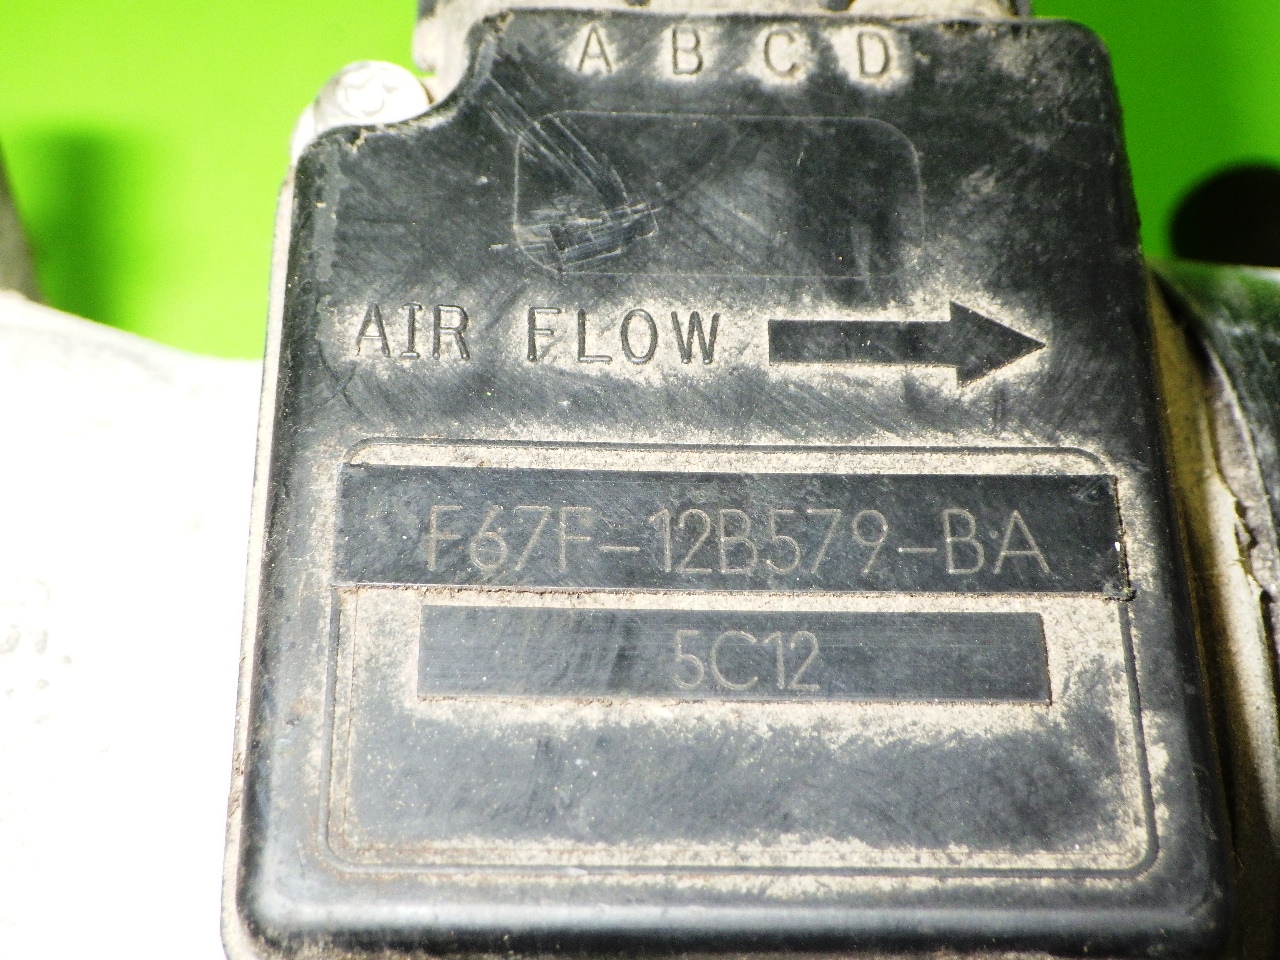 A B C D
AIR FLOW
F67F-12B579-BA
5C12